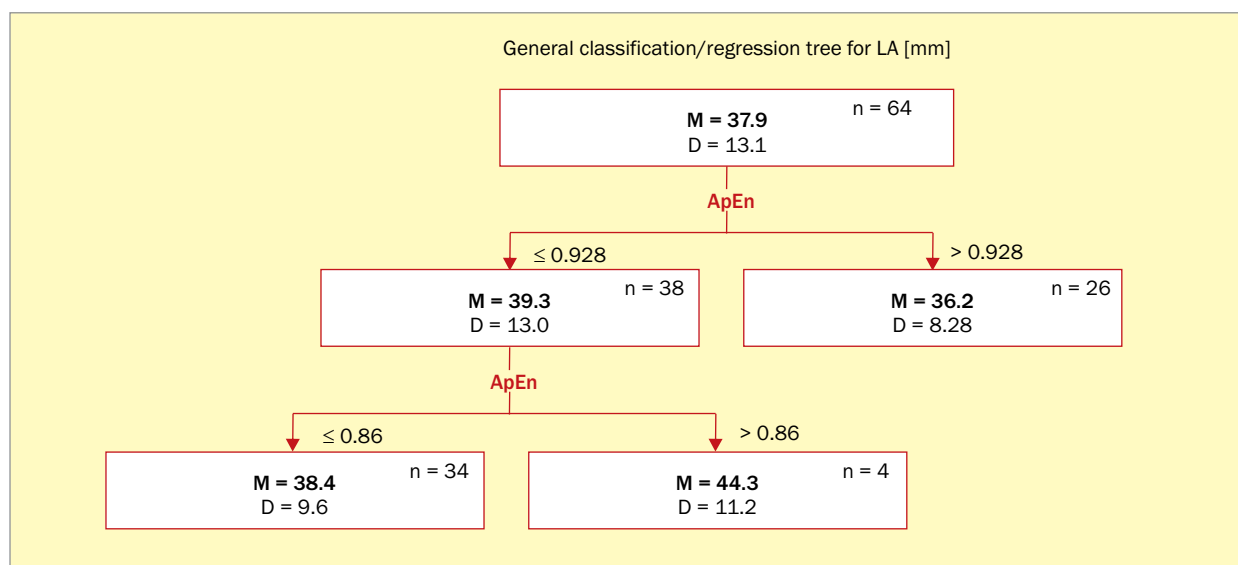 General classification/regression tree for LA [mm]
n = 64
M = 37.9
D = 13.1
ApEn
≤ 0.928
> 0.928
n = 38
M = 39.3
D = 13.0
n = 26
M = 36.2
D = 8.28
ApEn
≤ 0.86
> 0.86
n = 34
M = 38.4
D = 9.6
n = 4
M = 44.3
D = 11.2